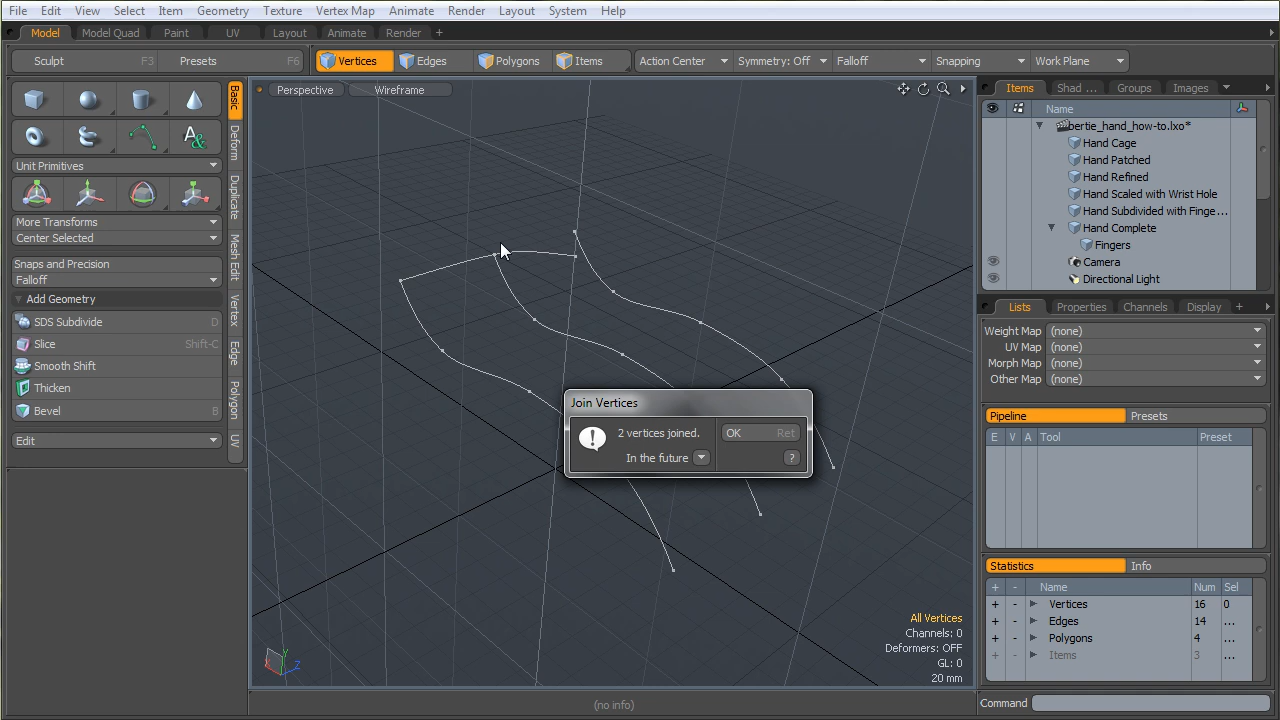 File Edit View Select Item Geometry Texture Vertex Map Animate Render Layout System Help
Model Model Quad Paint UV Layout Animate Render +
Sculpt F3 Presets F6 Vertices Edges Polygons Items Action Center Symmetry: Off Falloff Snapping Work Plane
Perspective Wireframe
Basic
Deform
Duplicate
Mesh Edit
Vertex
Edge
Polygon
UV
Unit Primitives
More Transforms
Center Selected
Snaps and Precision
Falloff
Add Geometry
SDS Subdivide D
Slice Shift-C
Smooth Shift
Thicken
Bevel B
Edit
Join Vertices
2 vertices joined.
OK Ret
In the future
?
All Vertices
Channels: 0
Deformers: OFF
GL: 0
20 mm
(no info)
Items Shad ... Groups Images
Name
bertie_hand_how-to.lxo*
Hand Cage
Hand Patched
Hand Refined
Hand Scaled with Wrist Hole
Hand Subdivided with Finge...
Hand Complete
Fingers
Camera
Directional Light
Lists Properties Channels Display +
Weight Map (none)
UV Map (none)
Morph Map (none)
Other Map (none)
Pipeline Presets
E V A Tool Preset
Statistics Info
+ - Name Num Sel
+ - Vertices 16 0
+ - Edges 14 ...
+ - Polygons 4 ...
+ - Items 3 ...
Command